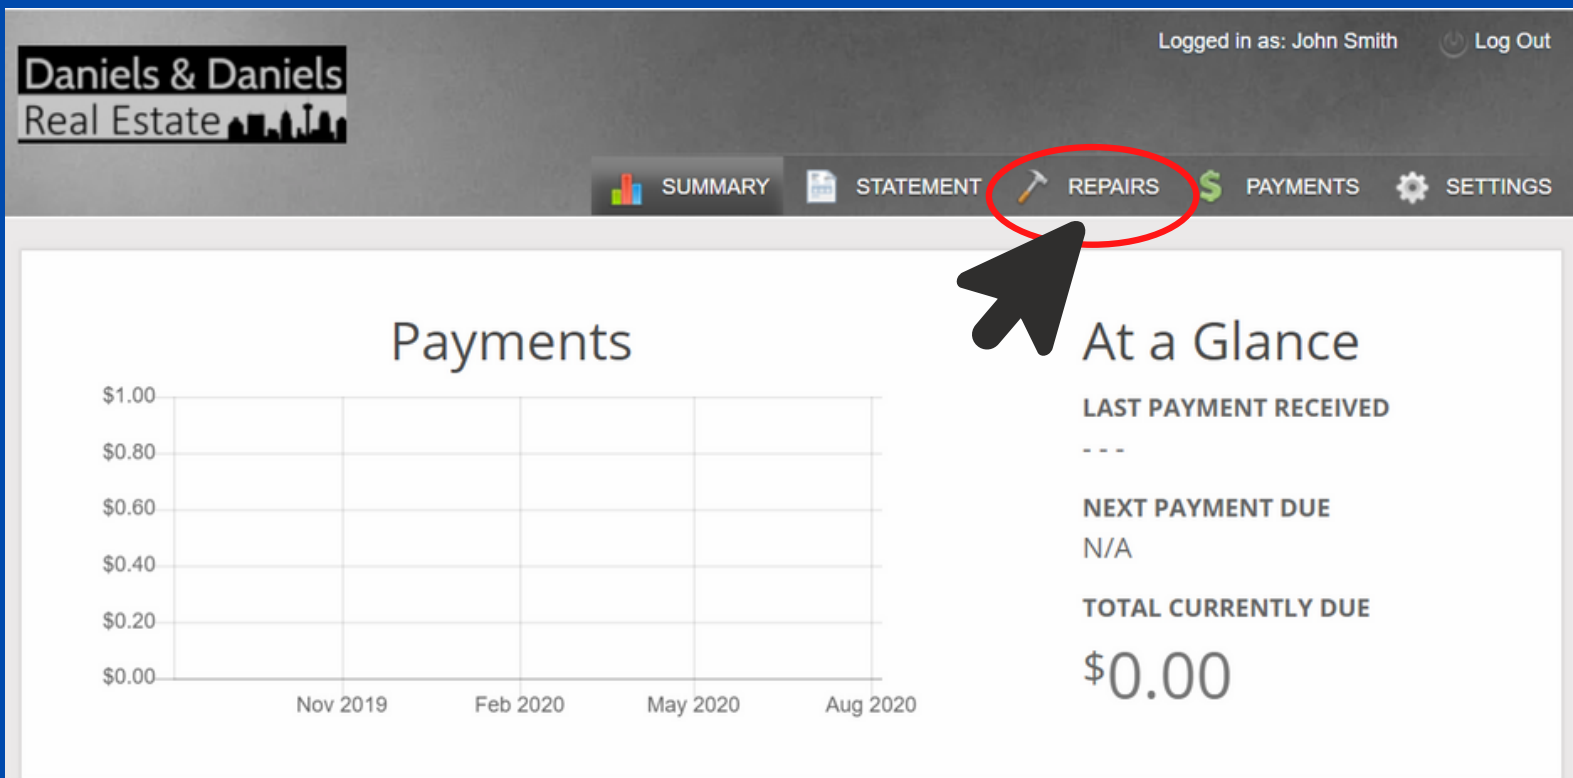 Logged in as: John Smith
Log Out
Daniels & Daniels
Real Estate
SUMMARY
STATEMENT
REPAIRS
PAYMENTS
SETTINGS
Payments
$1.00
$0.80
$0.60
$0.40
$0.20
$0.00
Nov 2019
Feb 2020
May 2020
Aug 2020
At a Glance
LAST PAYMENT RECEIVED
- - -
NEXT PAYMENT DUE
N/A
TOTAL CURRENTLY DUE
$0.00